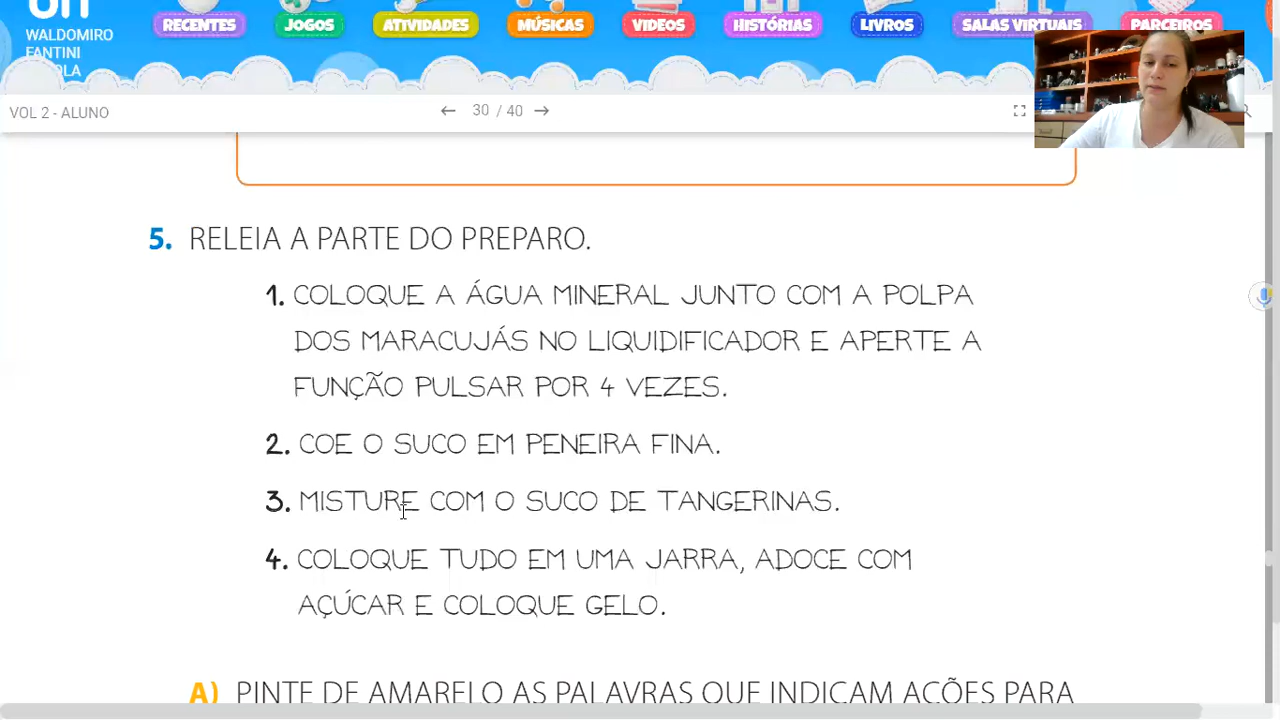 WALDOMIRO
FANTINI
RECENTES JOGOS ATIVIDADES MÚSICAS VIDEOS HISTÓRIAS LIVROS SALAS VIRTUAIS PARCEIROS
VOL 2 - ALUNO
30 / 40
5. RELEIA A PARTE DO PREPARO.
1. COLOQUE A ÁGUA MINERAL JUNTO COM A POLPA
DOS MARACUJÁS NO LIQUIDIFICADOR E APERTE A
FUNÇÃO PULSAR POR 4 VEZES.
2. COE O SUCO EM PENEIRA FINA.
3. MISTURE COM O SUCO DE TANGERINAS.
4. COLOQUE TUDO EM UMA JARRA, ADOCE COM
AÇÚCAR E COLOQUE GELO.
A) PINTE DE AMARELO AS PALAVRAS QUE INDICAM AÇÕES PARA